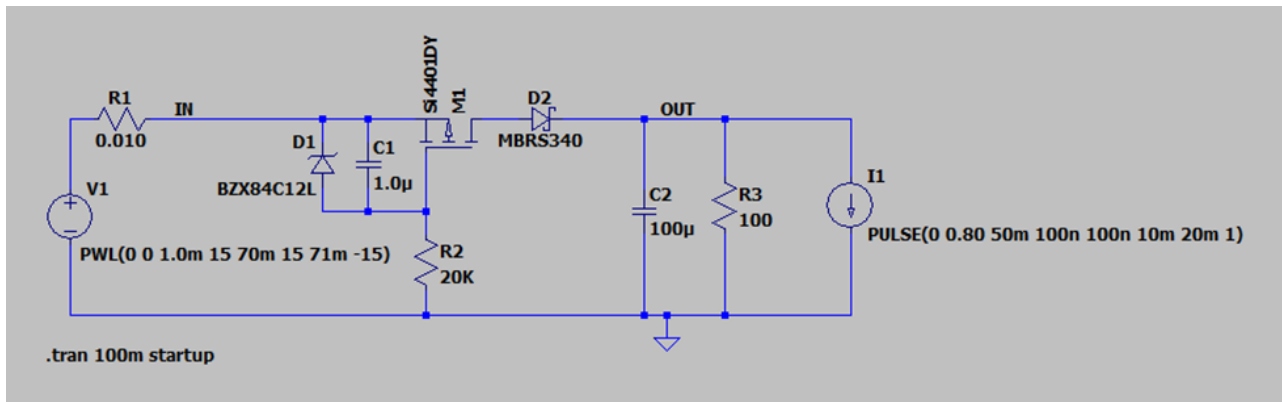 R1
0.010
IN
V1
PWL(0 0 1.0m 15 70m 15 71m -15)
D1
BZX84C12L
C1
1.0µ
Si4401DY
M1
R2
20K
D2
MBRS340
OUT
C2
100µ
R3
100
I1
PULSE(0 0.80 50m 100n 100n 10m 20m 1)
.tran 100m startup